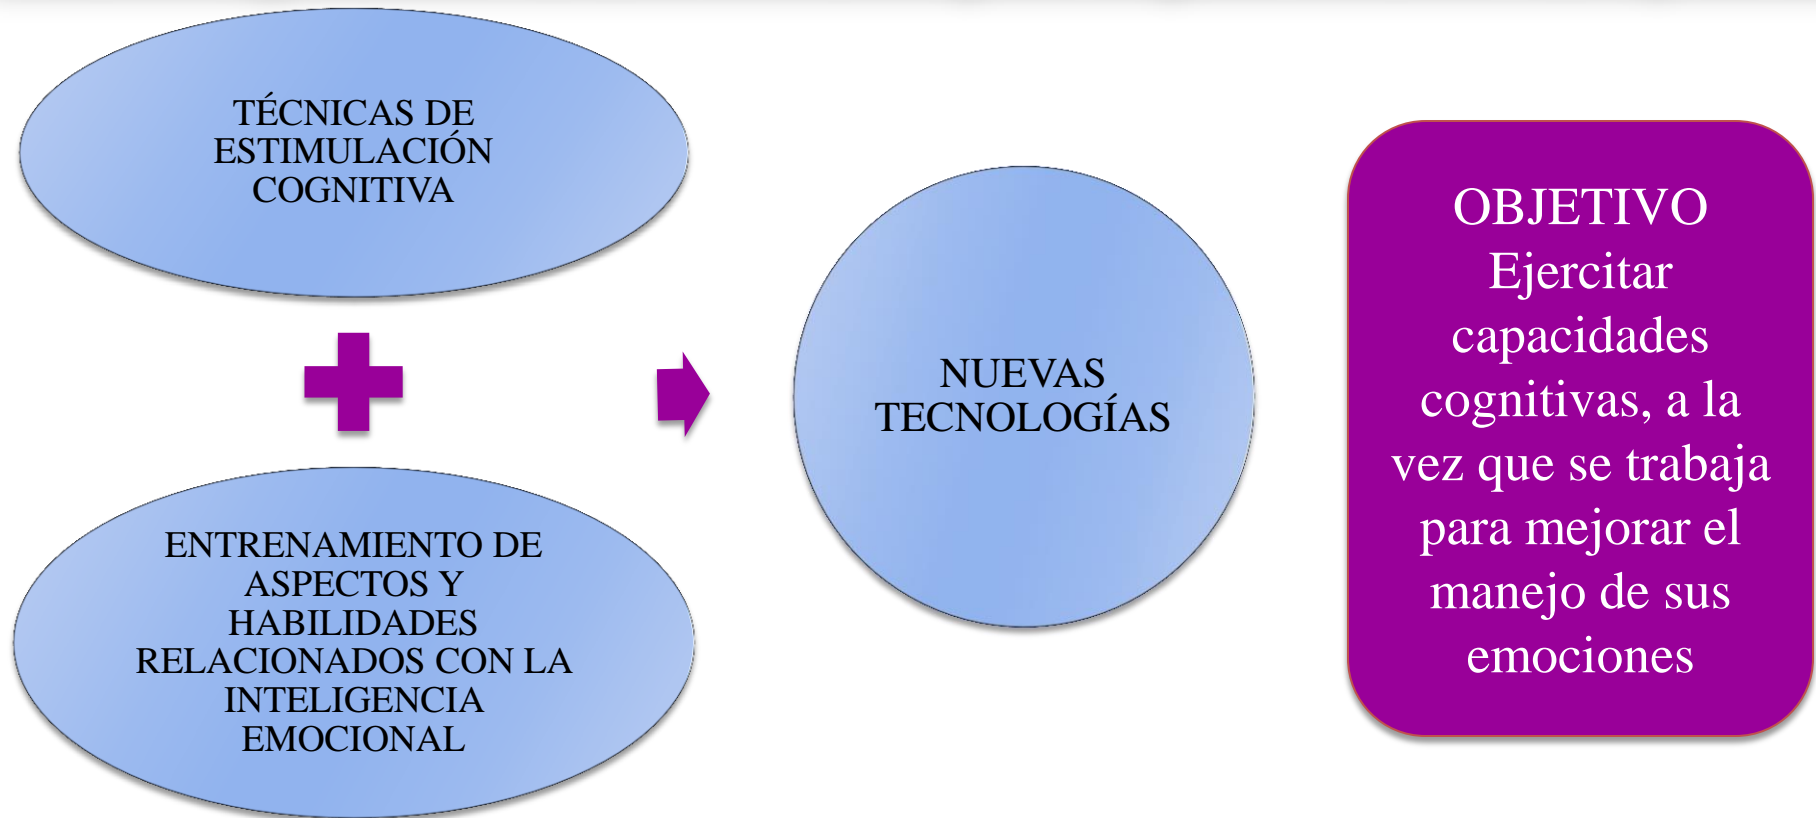 TÉCNICAS DE
ESTIMULACIÓN
COGNITIVA
ENTRENAMIENTO DE
ASPECTOS Y
HABILIDADES
RELACIONADOS CON LA
INTELIGENCIA
EMOCIONAL
NUEVAS
TECNOLOGÍAS
OBJETIVO
Ejercitar
capacidades
cognitivas, a la
vez que se trabaja
para mejorar el
manejo de sus
emociones